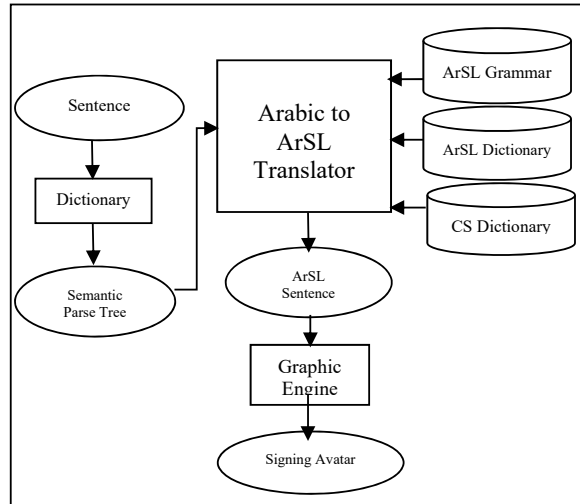 Sentence
Dictionary
Semantic
Parse Tree
Arabic to
ArSL
Translator
ArSL
Sentence
Graphic
Engine
Signing Avatar
ArSL Grammar
ArSL Dictionary
CS Dictionary